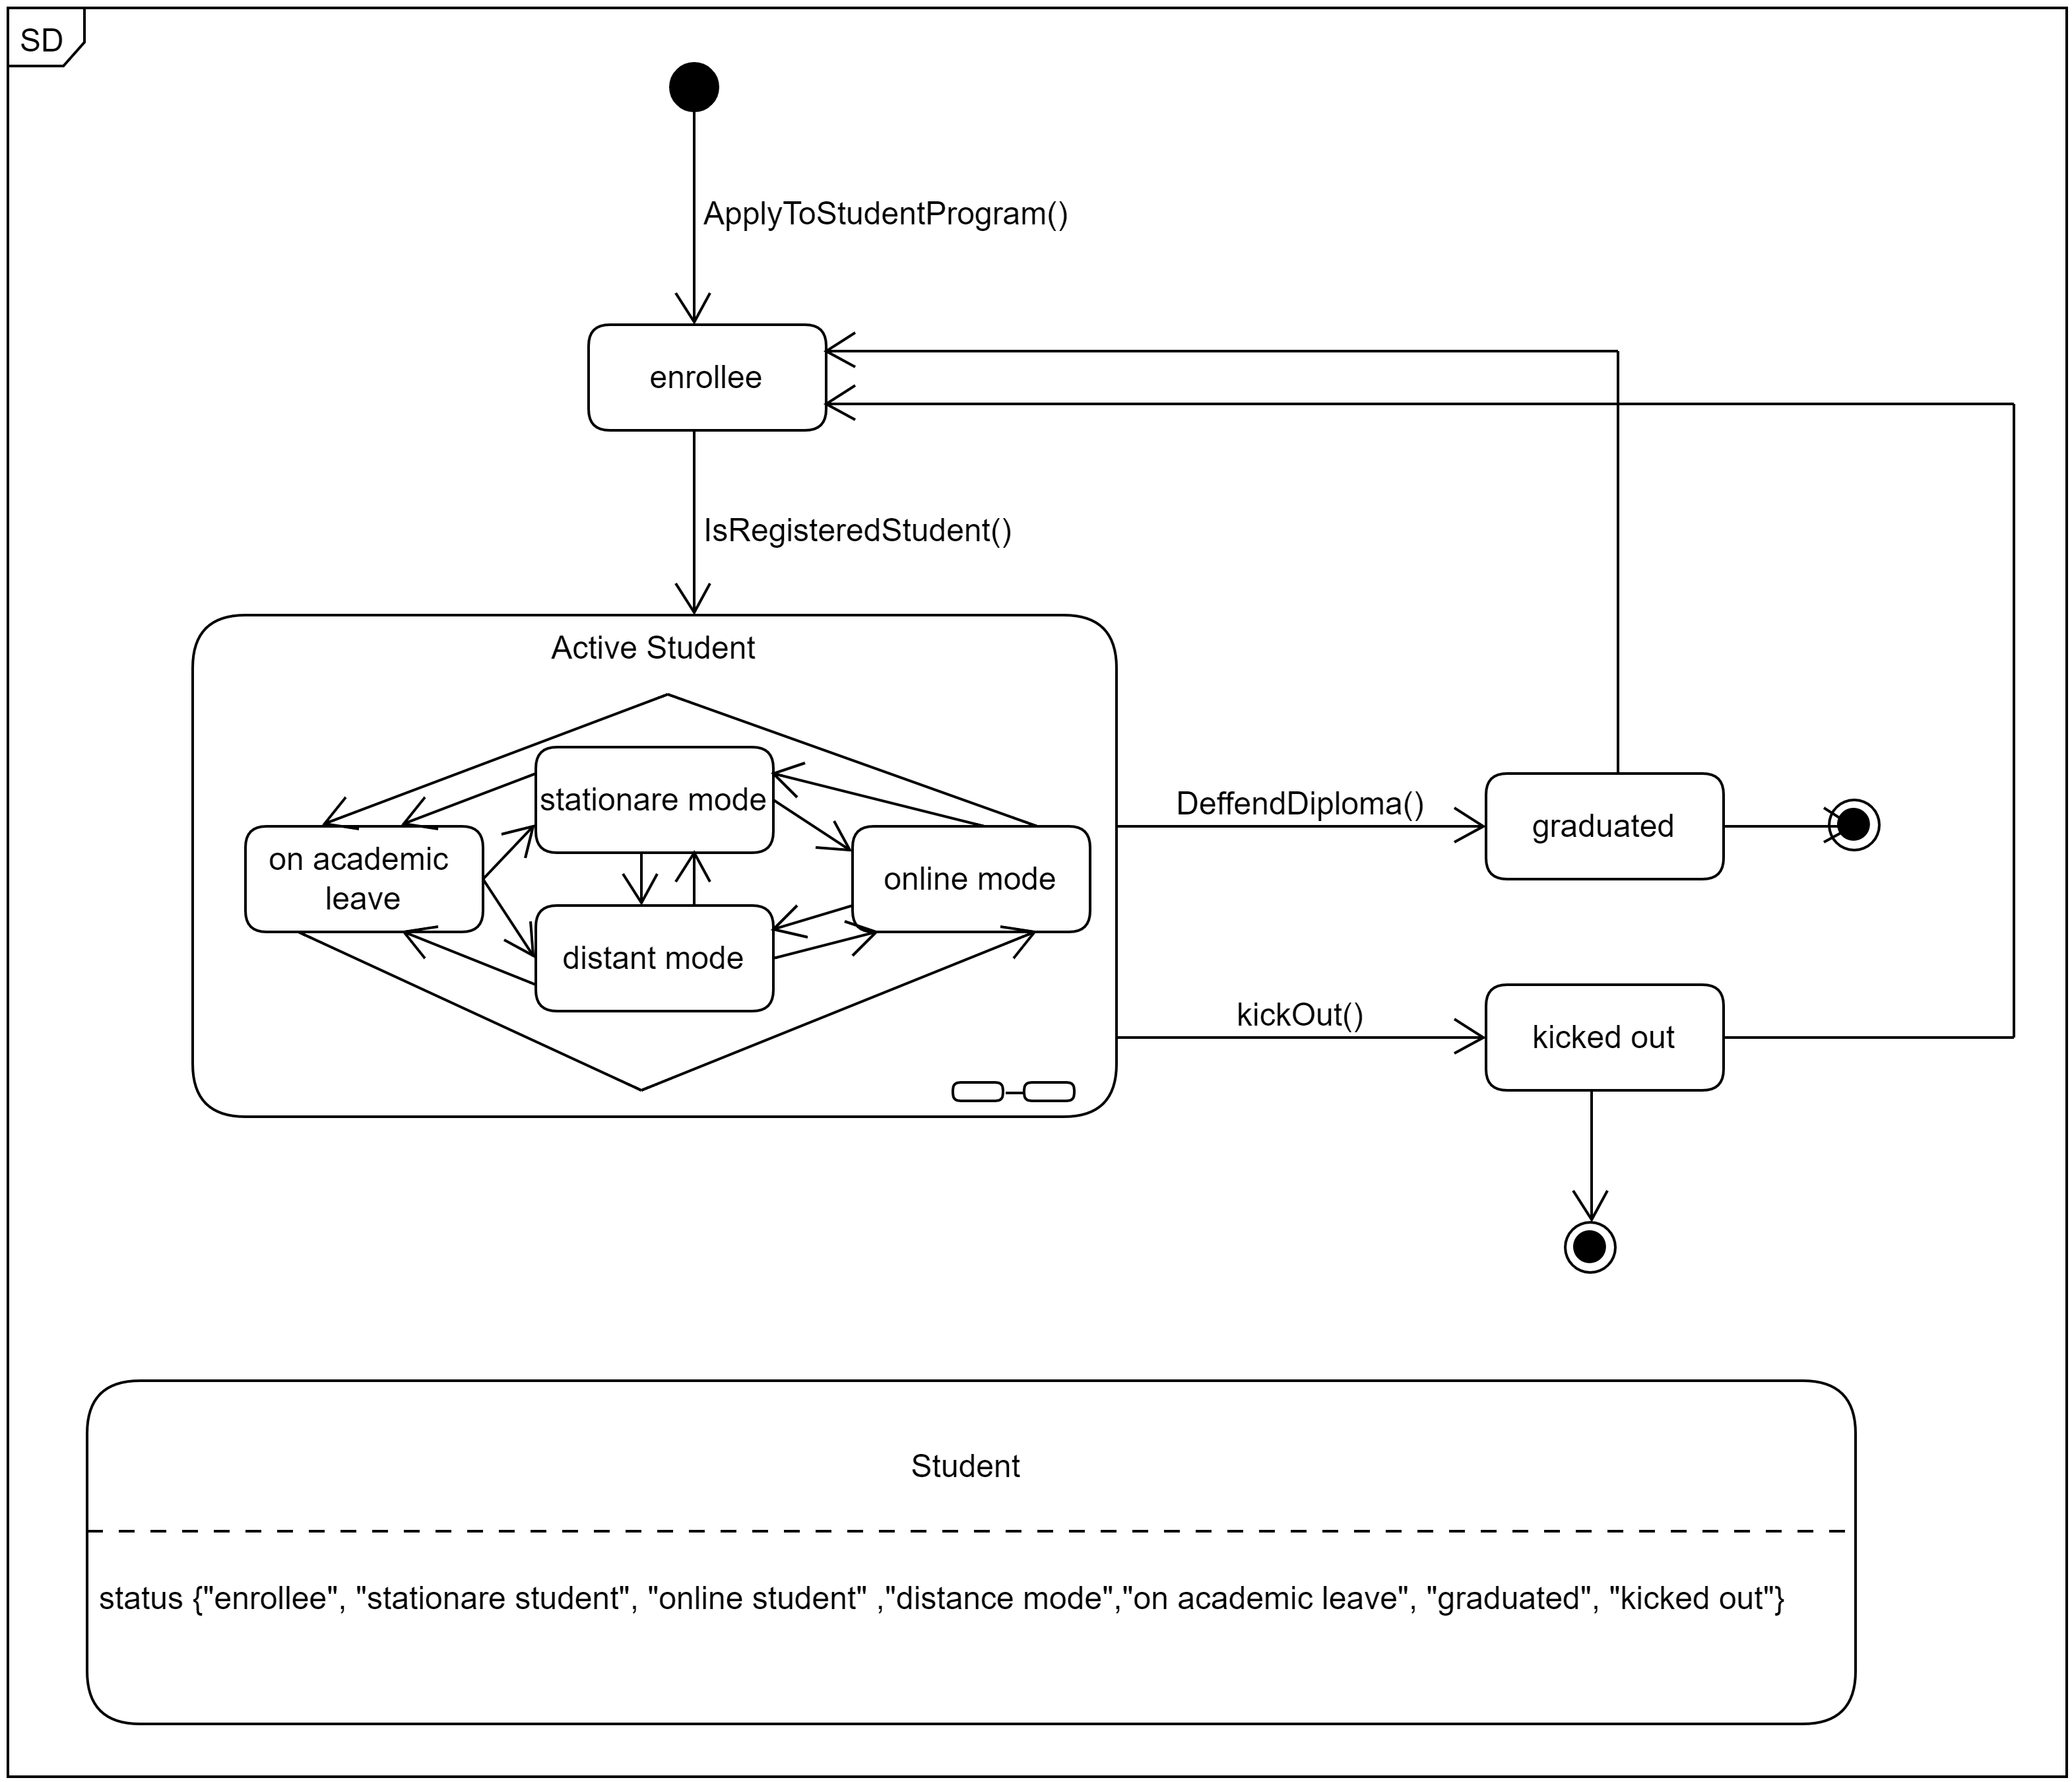 SD
ApplyToStudentProgram()
enrollee
IsRegisteredStudent()
Active Student
stationare mode
on academic
leave
online mode
distant mode
DeffendDiploma()
graduated
kickOut()
kicked out
Student
status {"enrollee", "stationare student", "online student" ,"distance mode","on academic leave", "graduated", "kicked out"}